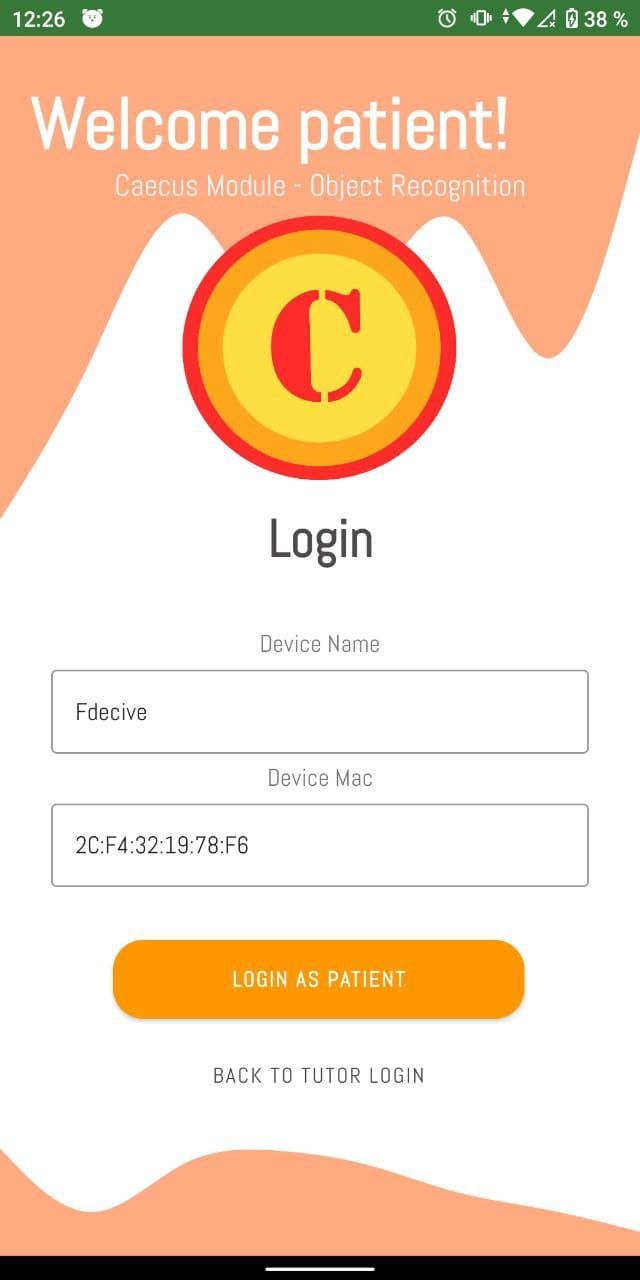 12:26
38 %
Welcome patient!
Caecus Module - Object Recognition
C
Login
Device Name
Fdecive
Device Mac
2C:F4:32:19:78:F6
LOGIN AS PATIENT
BACK TO TUTOR LOGIN